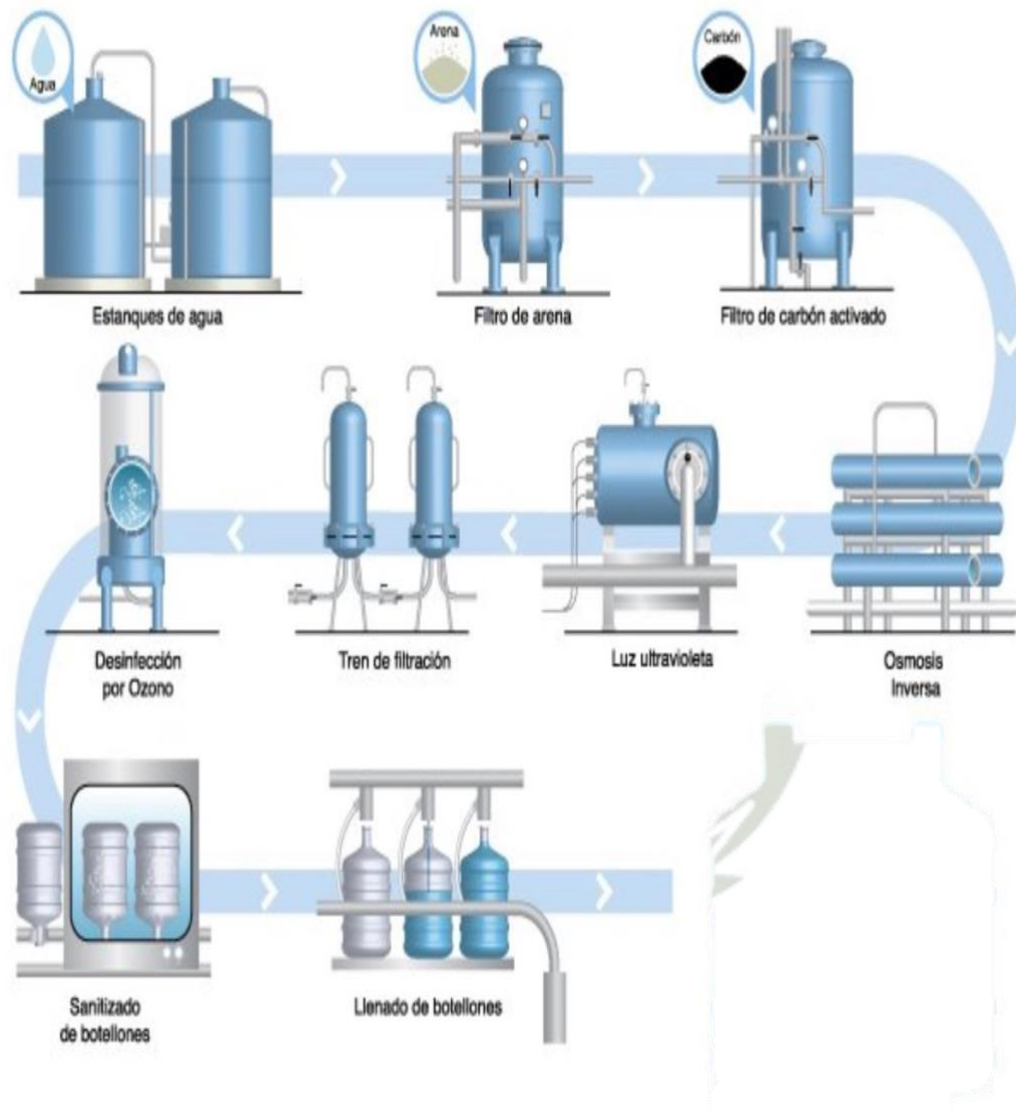 Agua
Arena
Carbón
Estanques de agua
Filtro de arena
Filtro de carbón activado
Desinfección
por Ozono
Tren de filtración
Luz ultravioleta
Osmosis
Inversa
Sanitizado
de botellones
Llenado de botellones